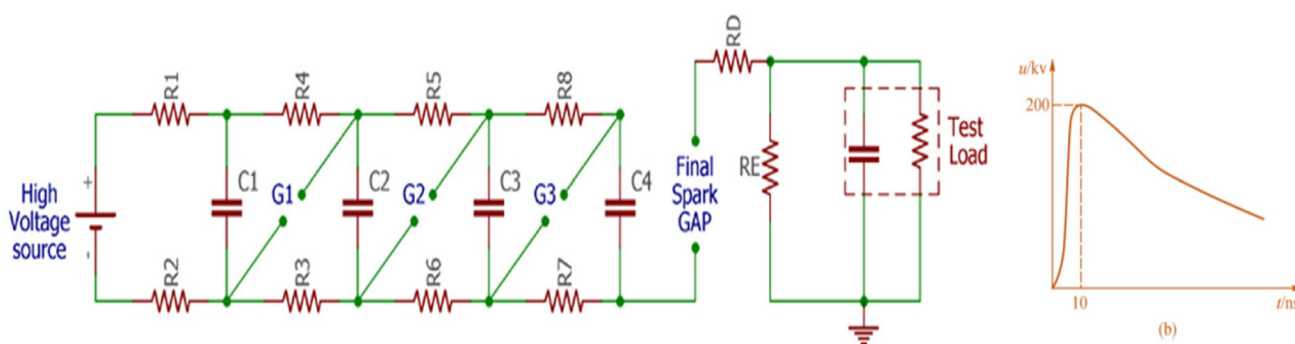 RD
R1
R4
R5
R8
+
High
Voltage
source
-
C1
G1
C2
G2
C3
G3
C4
Final
Spark
GAP
RE
Test
Load
R2
R3
R6
R7
u/kv
200
10
t/ns
(b)